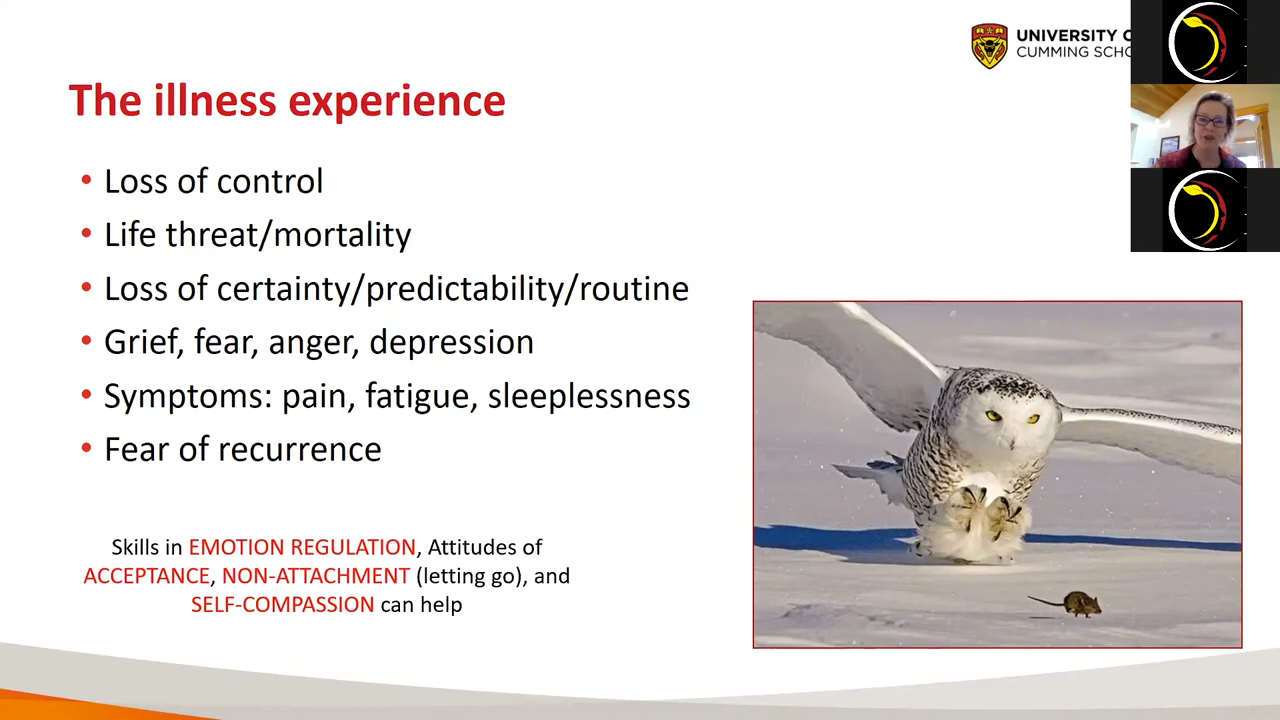 UNIVERSITY
CUMMING
The illness experience
• Loss of control
• Life threat/mortality
• Loss of certainty/predictability/routine
• Grief, fear, anger, depression
• Symptoms: pain, fatigue, sleeplessness
• Fear of recurrence
Skills in EMOTION REGULATION, Attitudes of
ACCEPTANCE, NON-ATTACHMENT (letting go), and
SELF-COMPASSION can help